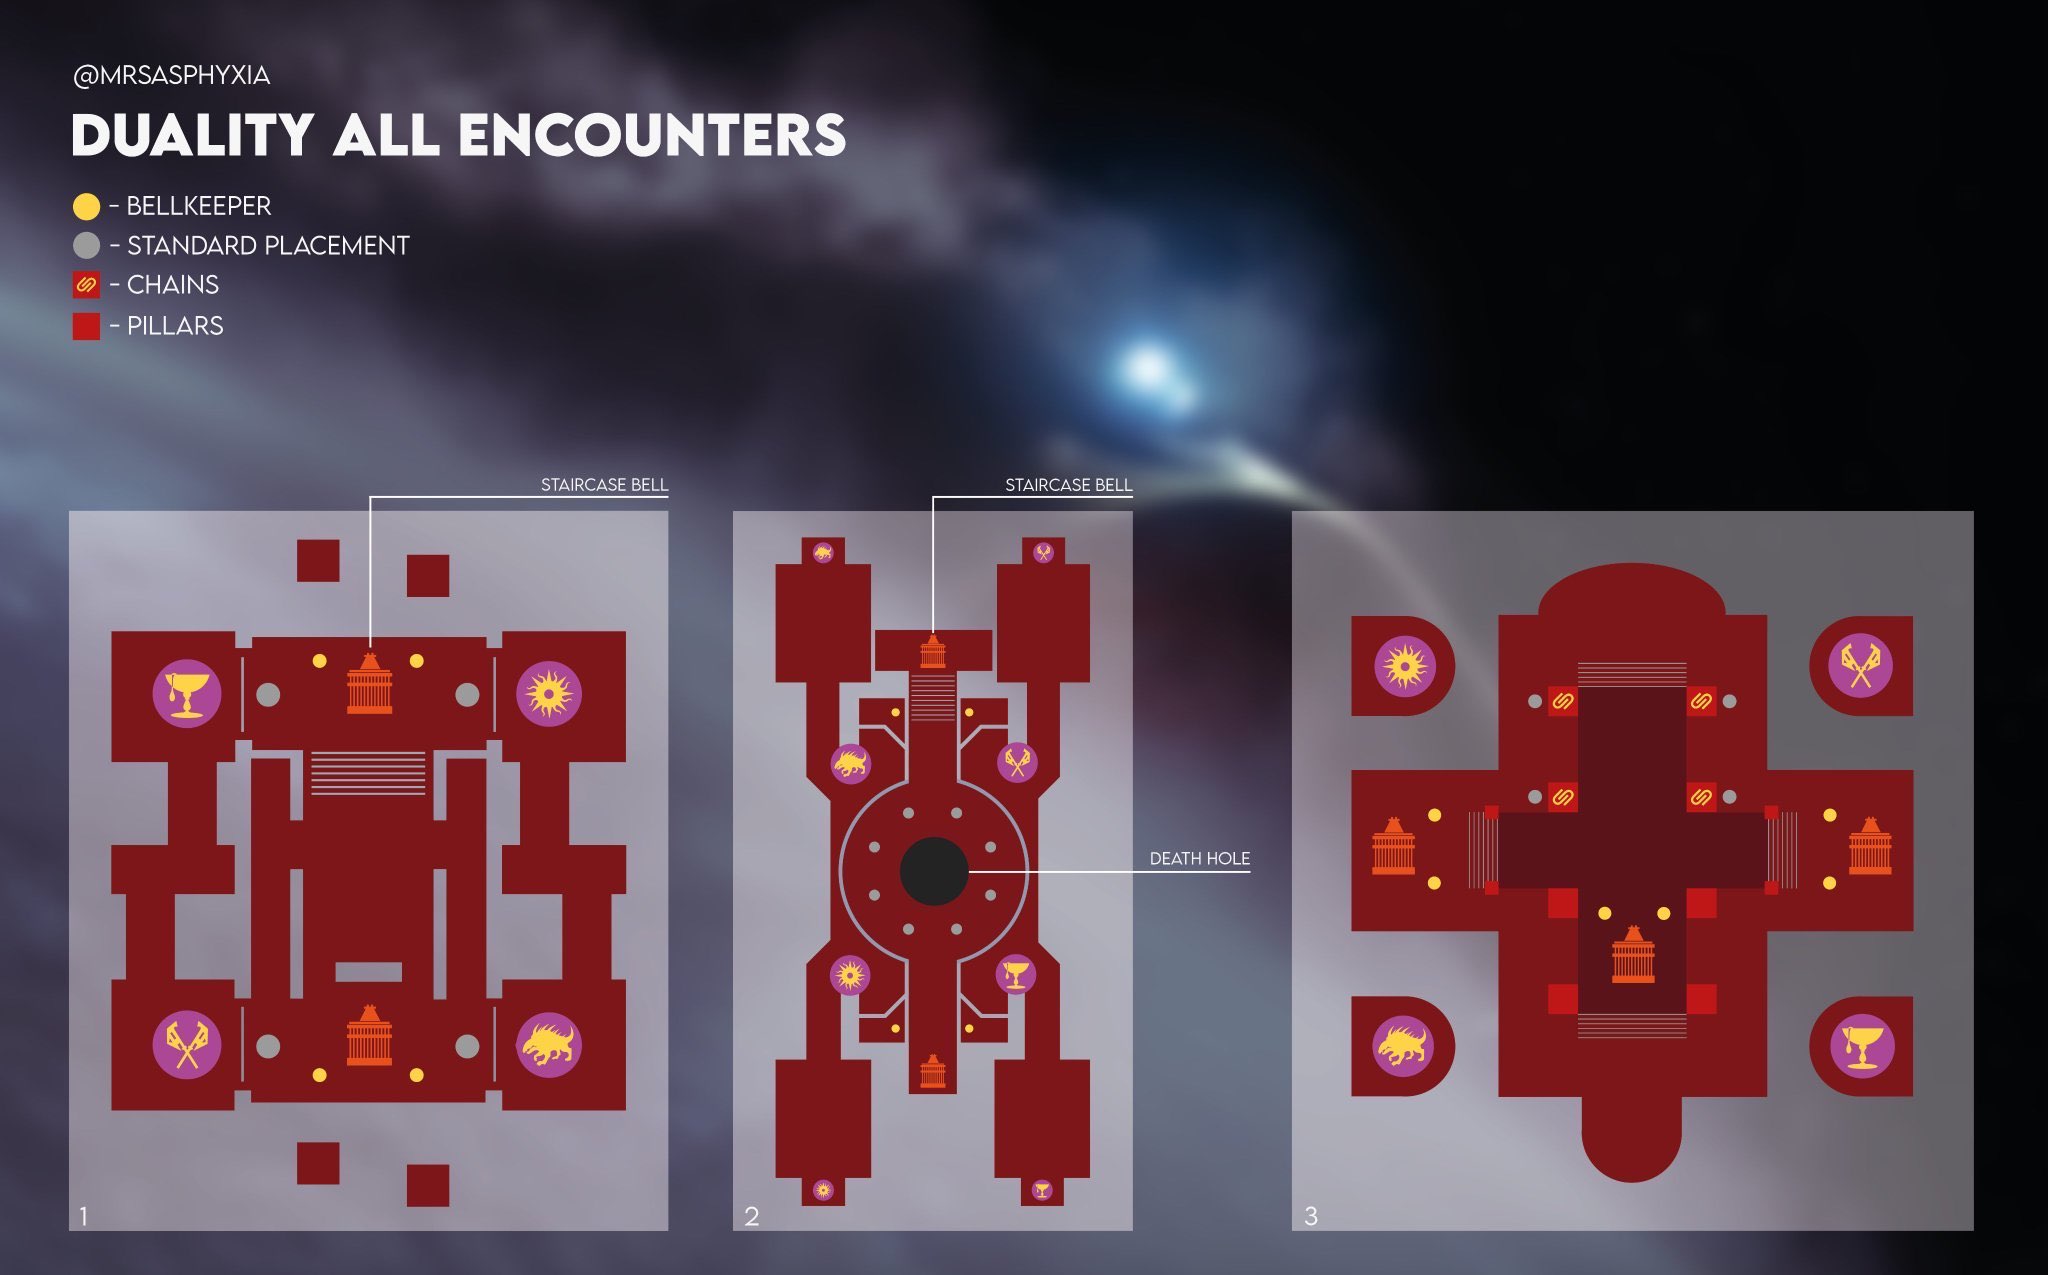 @MRSASPHYXIA
DUALITY ALL ENCOUNTERS
- BELLKEEPER
- STANDARD PLACEMENT
- CHAINS
- PILLARS
STAIRCASE BELL
STAIRCASE BELL
DEATH HOLE
1
2
3